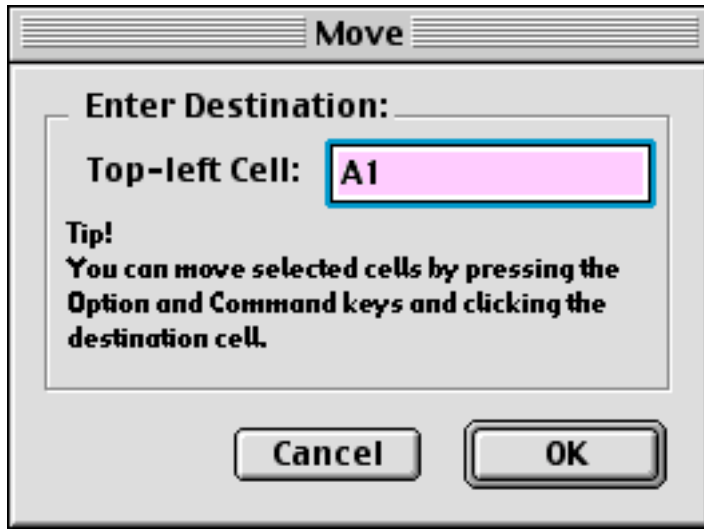 Move
Enter Destination:
Top-left Cell: A1
Tip!
You can move selected cells by pressing the
Option and Command keys and clicking the
destination cell.
Cancel OK